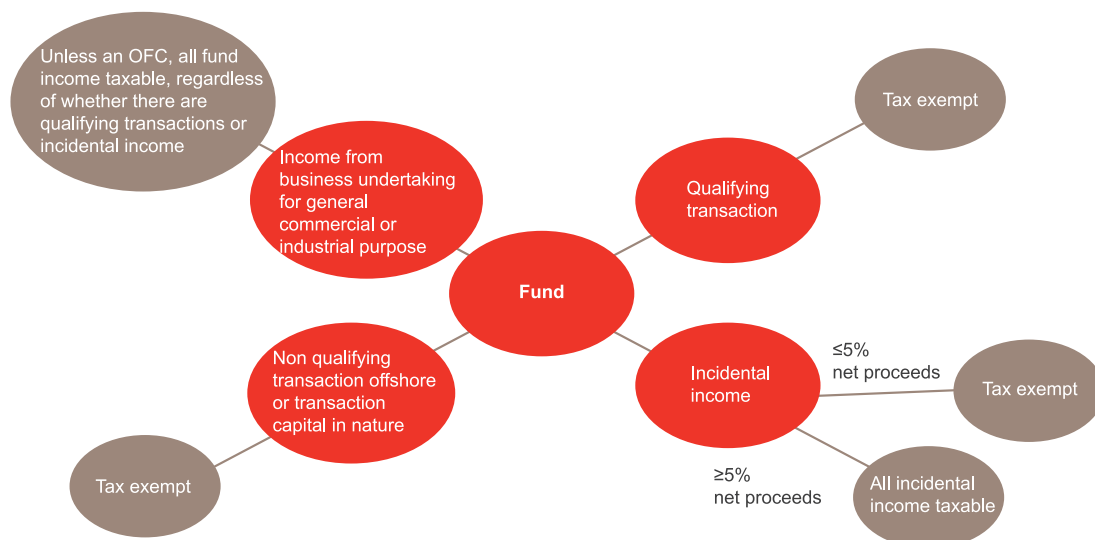 Unless an OFC, all fund
income taxable, regardless
of whether there are
qualifying transactions or
incidental income
Tax exempt
Income from
business undertaking
for general
commercial or
industrial purpose
Qualifying
transaction
Fund
Non qualifying
transaction offshore
or transaction
capital in nature
Incidental
income
≤5%
net proceeds
Tax exempt
Tax exempt
≥5%
net proceeds
All incidental
income taxable